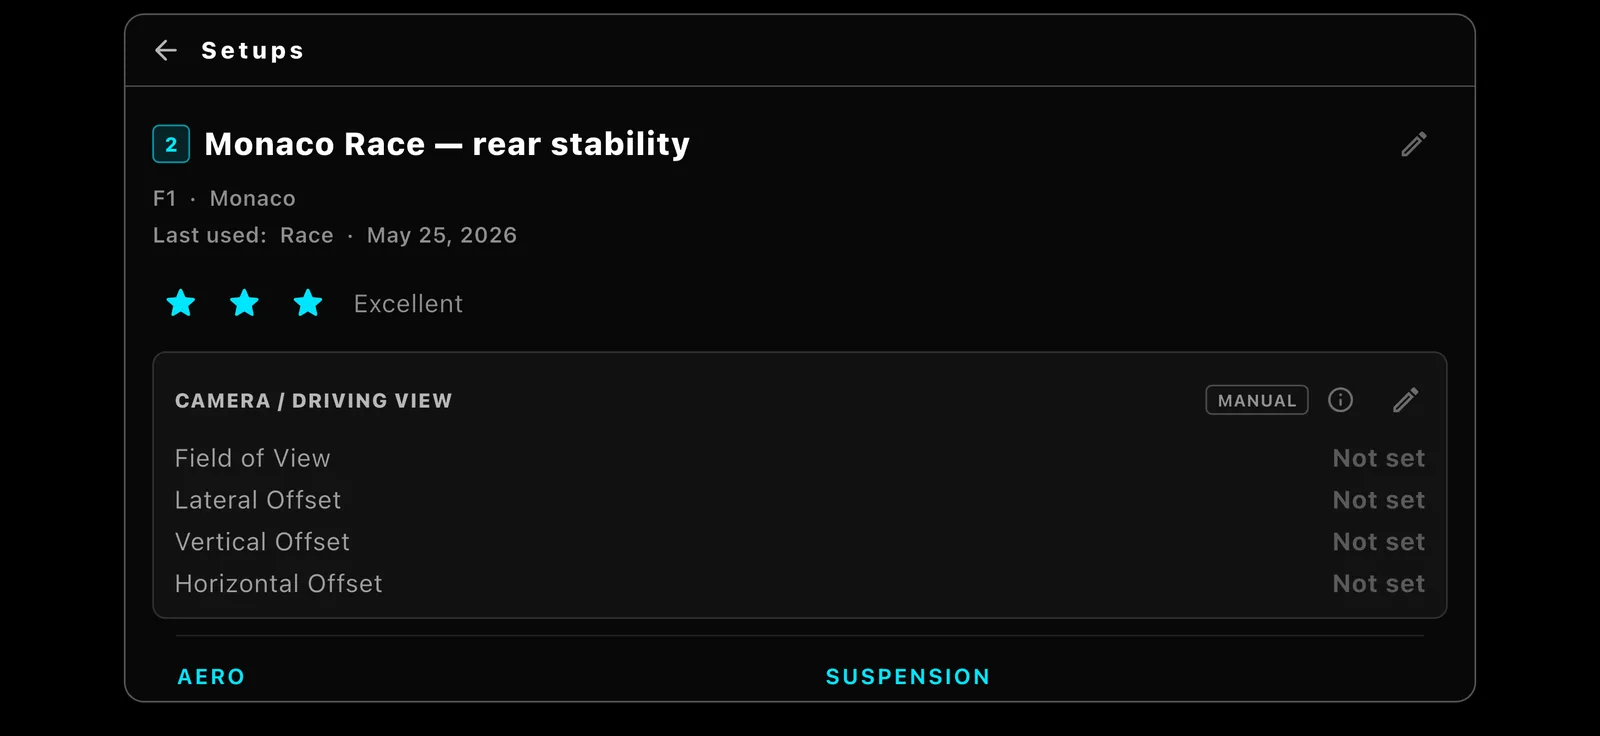 Setups
2 Monaco Race — rear stability
F1 · Monaco
Last used: Race · May 25, 2026
Excellent
CAMERA / DRIVING VIEW MANUAL
Field of View Not set
Lateral Offset Not set
Vertical Offset Not set
Horizontal Offset Not set
AERO SUSPENSION